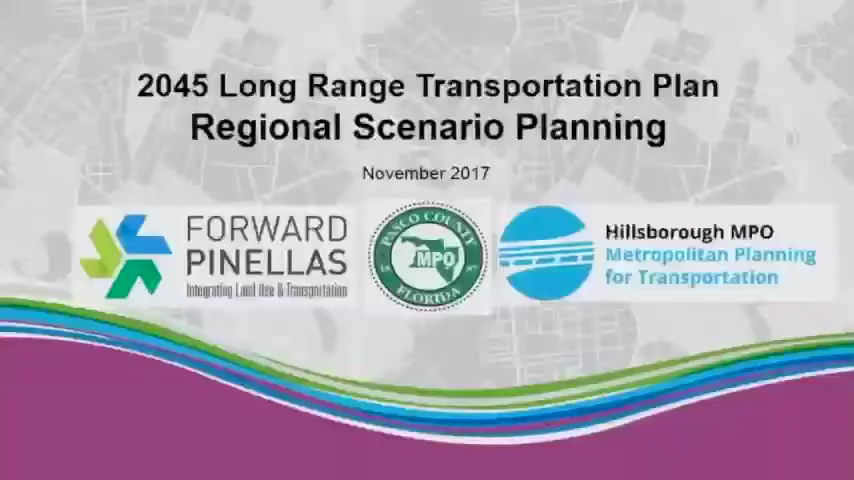 2045 Long Range Transportation Plan
Regional Scenario Planning
November 2017
FORWARD
PINELLAS
Integrating Land Use & Transportation
PASCO COUNTY
MPO
FLORIDA
Hillsborough MPO
Metropolitan Planning
for Transportation